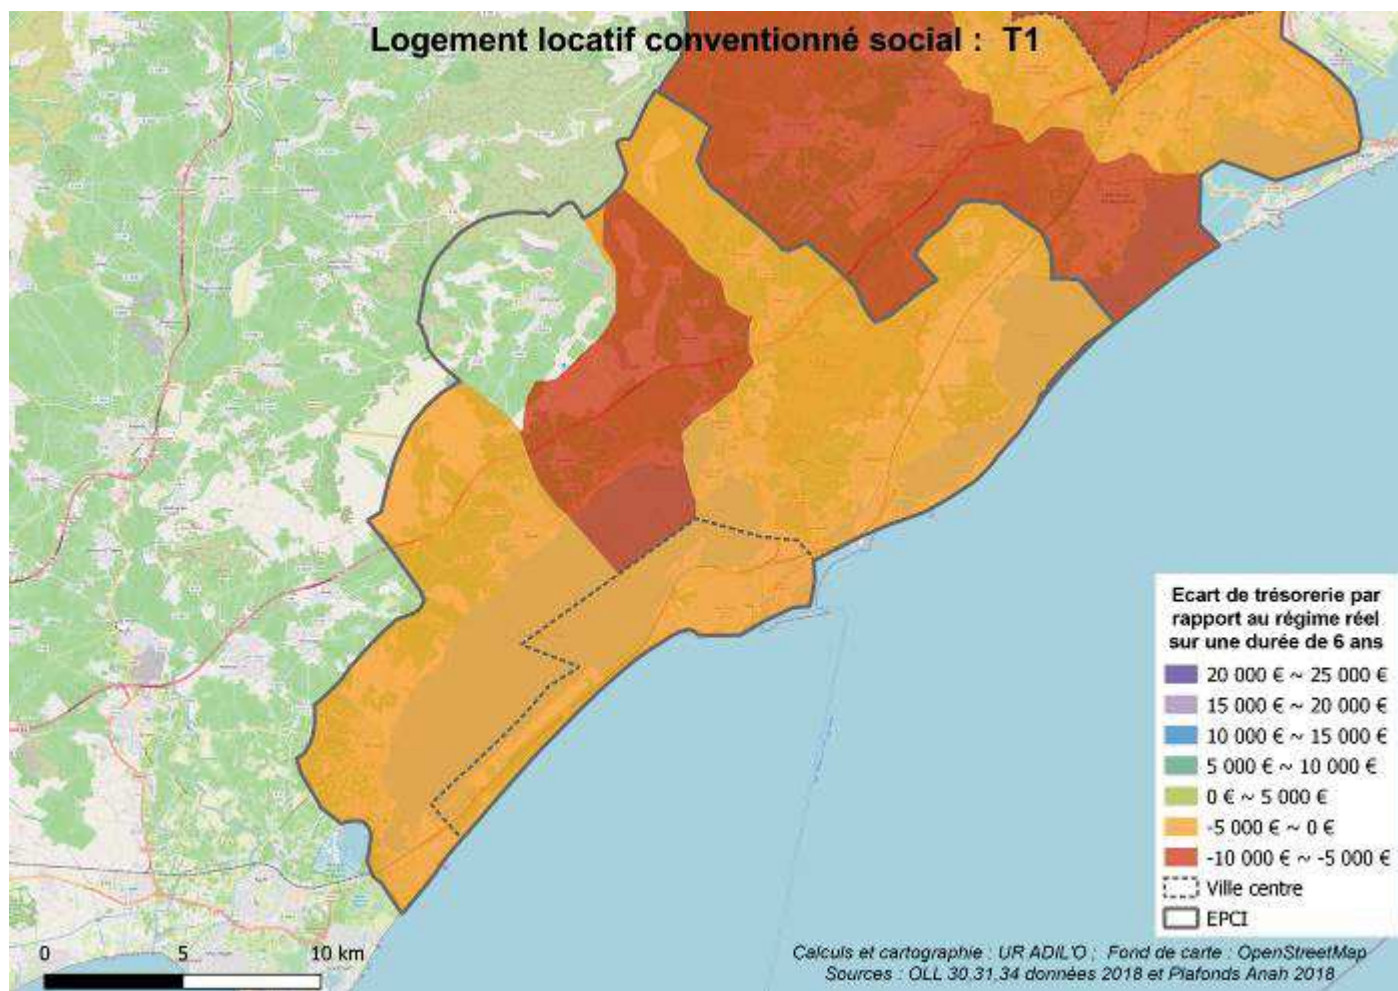 Logement locatif conventionné social : T1
Ecart de trésorerie par
rapport au régime réel
sur une durée de 6 ans
20 000 € ~ 25 000 €
15 000 € ~ 20 000 €
10 000 € ~ 15 000 €
5 000 € ~ 10 000 €
0 € ~ 5 000 €
-5 000 € ~ 0 €
-10 000 € ~ -5 000 €
Ville centre
EPCI
0 5 10 km
Calculs et cartographie : UR ADIL'O ; Fond de carte : OpenStreetMap
Sources : OLL 30,31,34 données 2018 et Plafonds Anah 2018